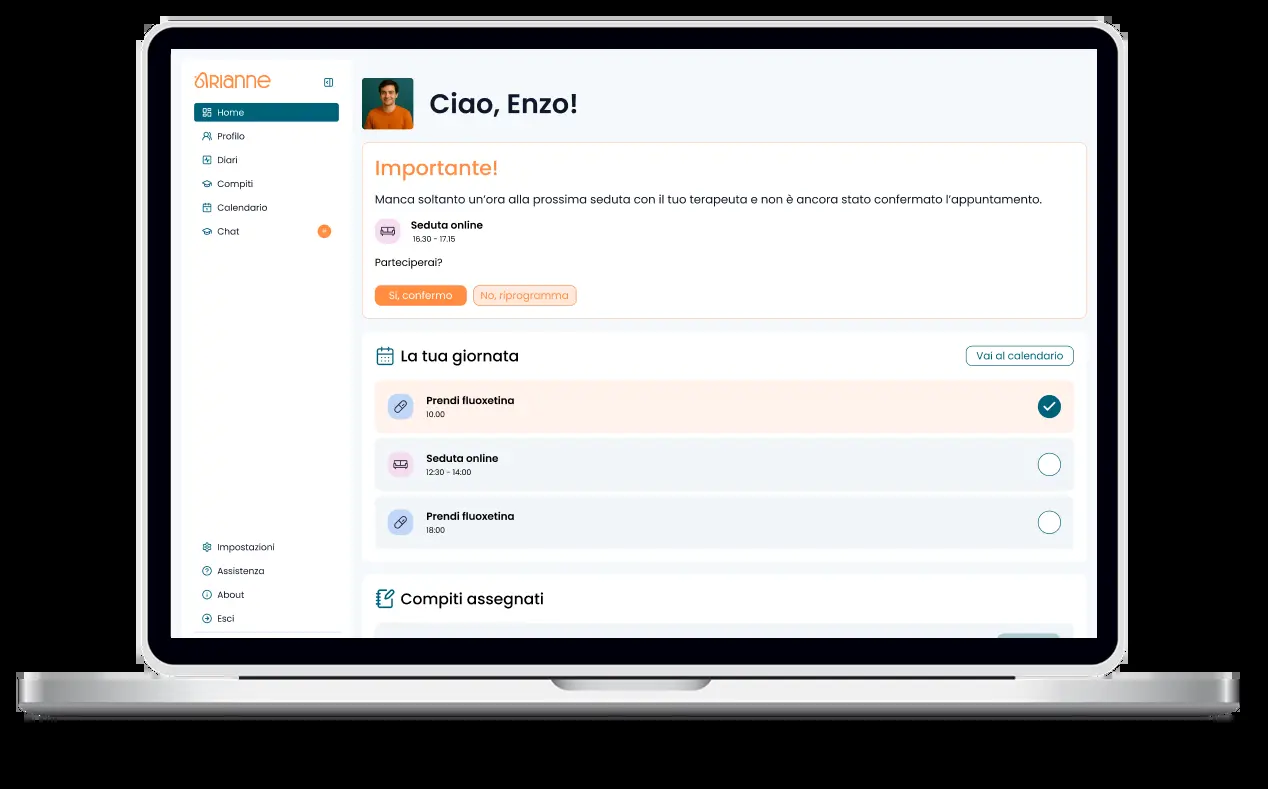 Arianne
Home
Profilo
Diari
Compiti
Calendario
Chat
Impostazioni
Assistenza
About
Esci
Ciao, Enzo!
Importante!
Manca soltanto un'ora alla prossima seduta con il tuo terapeuta e non è ancora stato confermato l'appuntamento.
Seduta online
16.30 - 17.15
Parteciperai?
Si, confermo
No, riprogramma
La tua giornata
Vai al calendario
Prendi fluoxetina
10.00
Seduta online
12:30 - 14:00
Prendi fluoxetina
18:00
Compiti assegnati